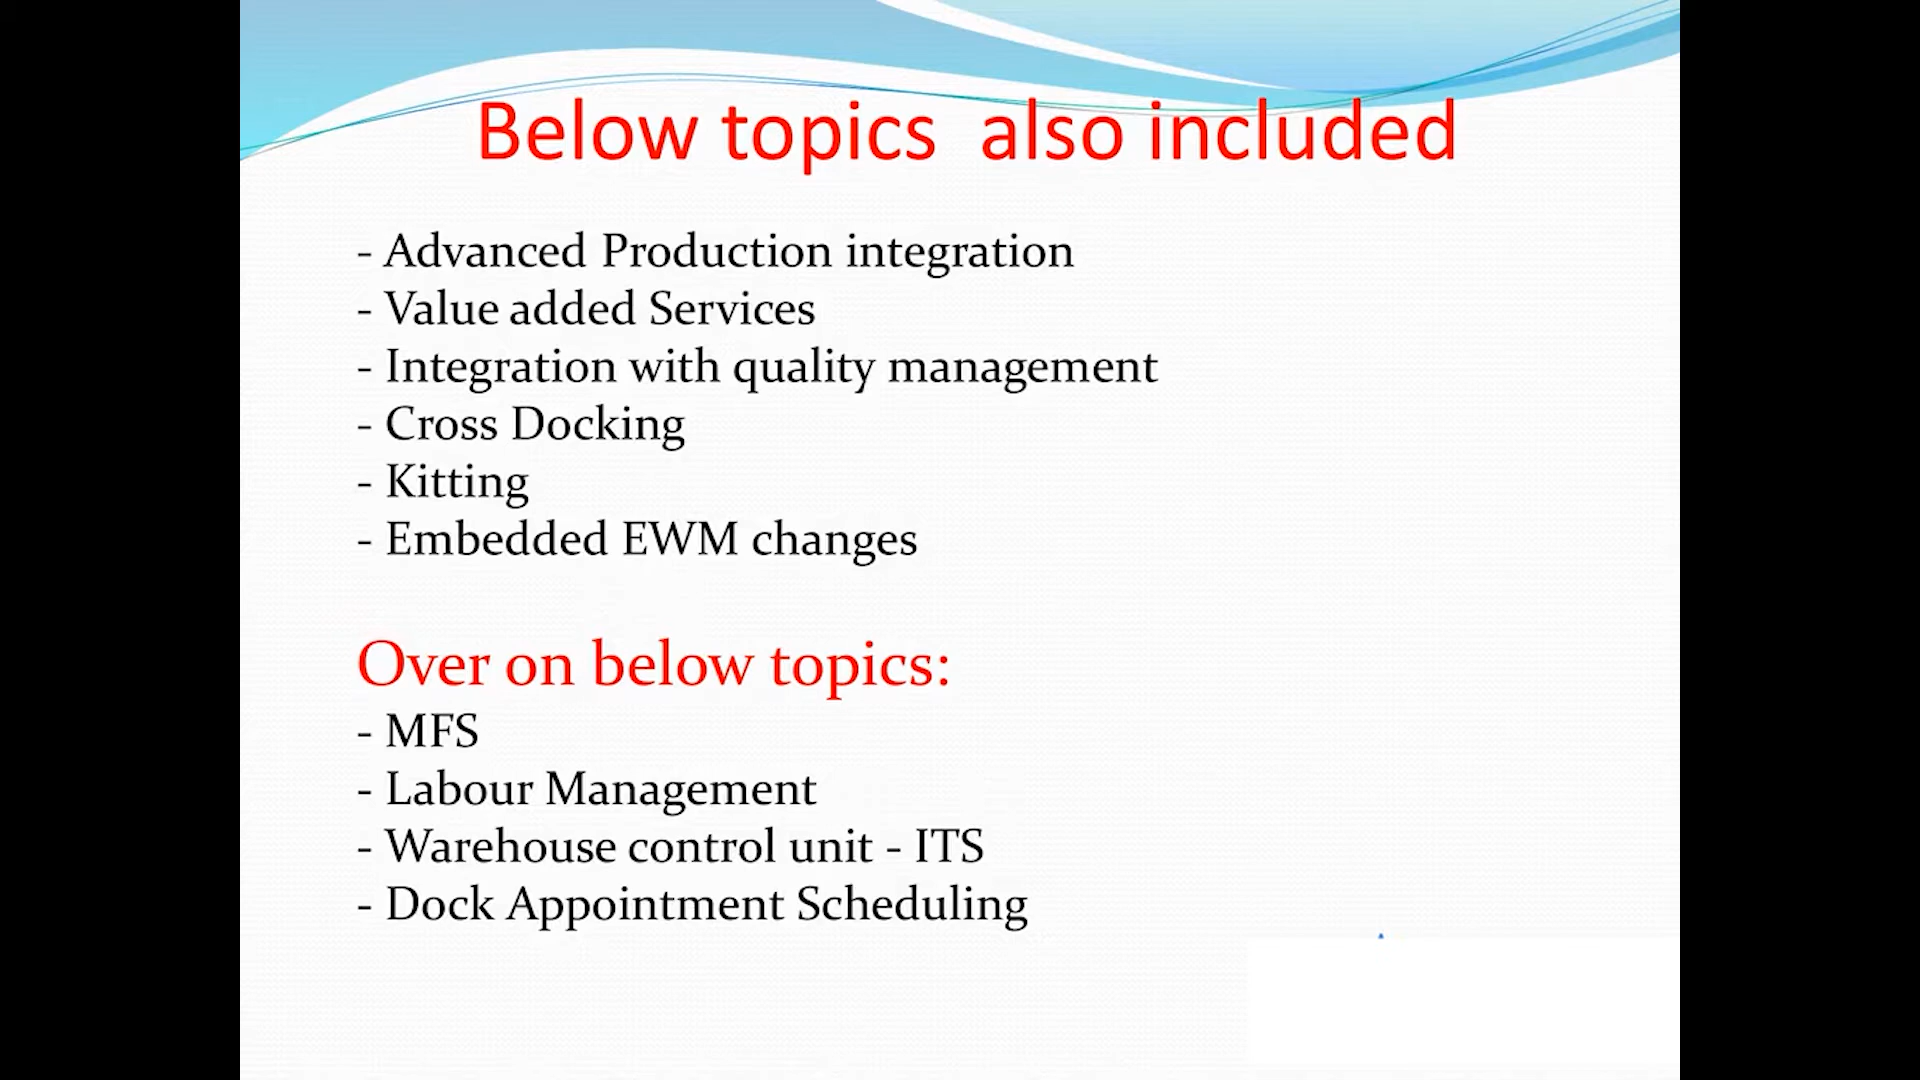 Below topics also included
- Advanced Production integration
- Value added Services
- Integration with quality management
- Cross Docking
- Kitting
- Embedded EWM changes
Over on below topics:
- MFS
- Labour Management
- Warehouse control unit - ITS
- Dock Appointment Scheduling